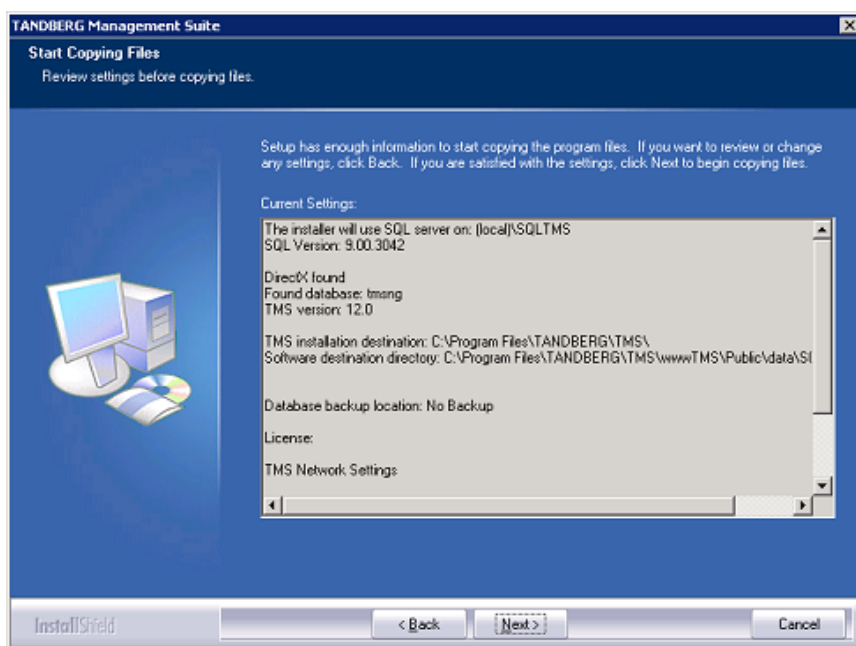 TANDBERG Management Suite
Start Copying Files
Review settings before copying files.
Setup has enough information to start copying the program files. If you want to review or change
any settings, click Back. If you are satisfied with the settings, click Next to begin copying files.
Current Settings:
The installer will use SQL server on: (local)\SQLTMS
SQL Version: 9.00.3042
DirectX found
Found database: tmsng
TMS version: 12.0
TMS installation destination: C:\Program Files\TANDBERG\TMS\
Software destination directory: C:\Program Files\TANDBERG\TMS\wwwTMS\Public\data\S
Database backup location: No Backup
License:
TMS Network Settings
InstallShield
< Back
Next >
Cancel